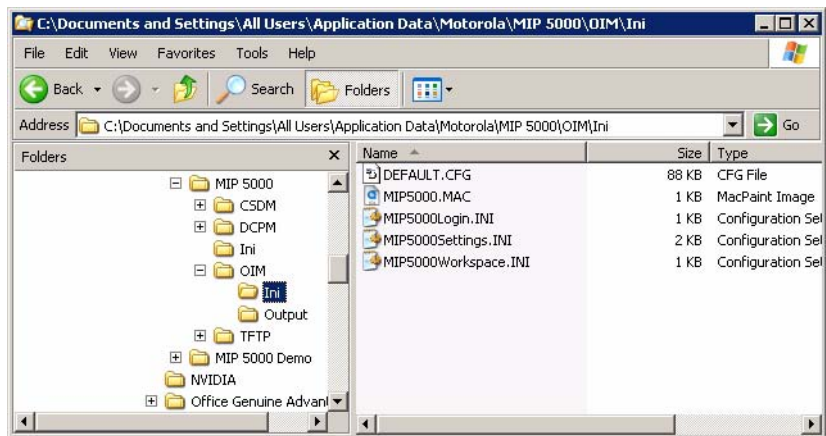 C:\Documents and Settings\All Users\Application Data\Motorola\MIP 5000\OIM\Ini
File Edit View Favorites Tools Help
Back Search Folders
Address C:\Documents and Settings\All Users\Application Data\Motorola\MIP 5000\OIM\Ini Go
Folders x
MIP 5000
CSDM
DCPM
Ini
OIM
Ini
Output
TFTP
MIP 5000 Demo
NVIDIA
Office Genuine Advant
Name Size Type
DEFAULT.CFG 88 KB CFG File
MIP5000.MAC 1 KB MacPaint Image
MIP5000Login.INI 1 KB Configuration Set
MIP5000Settings.INI 2 KB Configuration Set
MIP5000Workspace.INI 1 KB Configuration Set